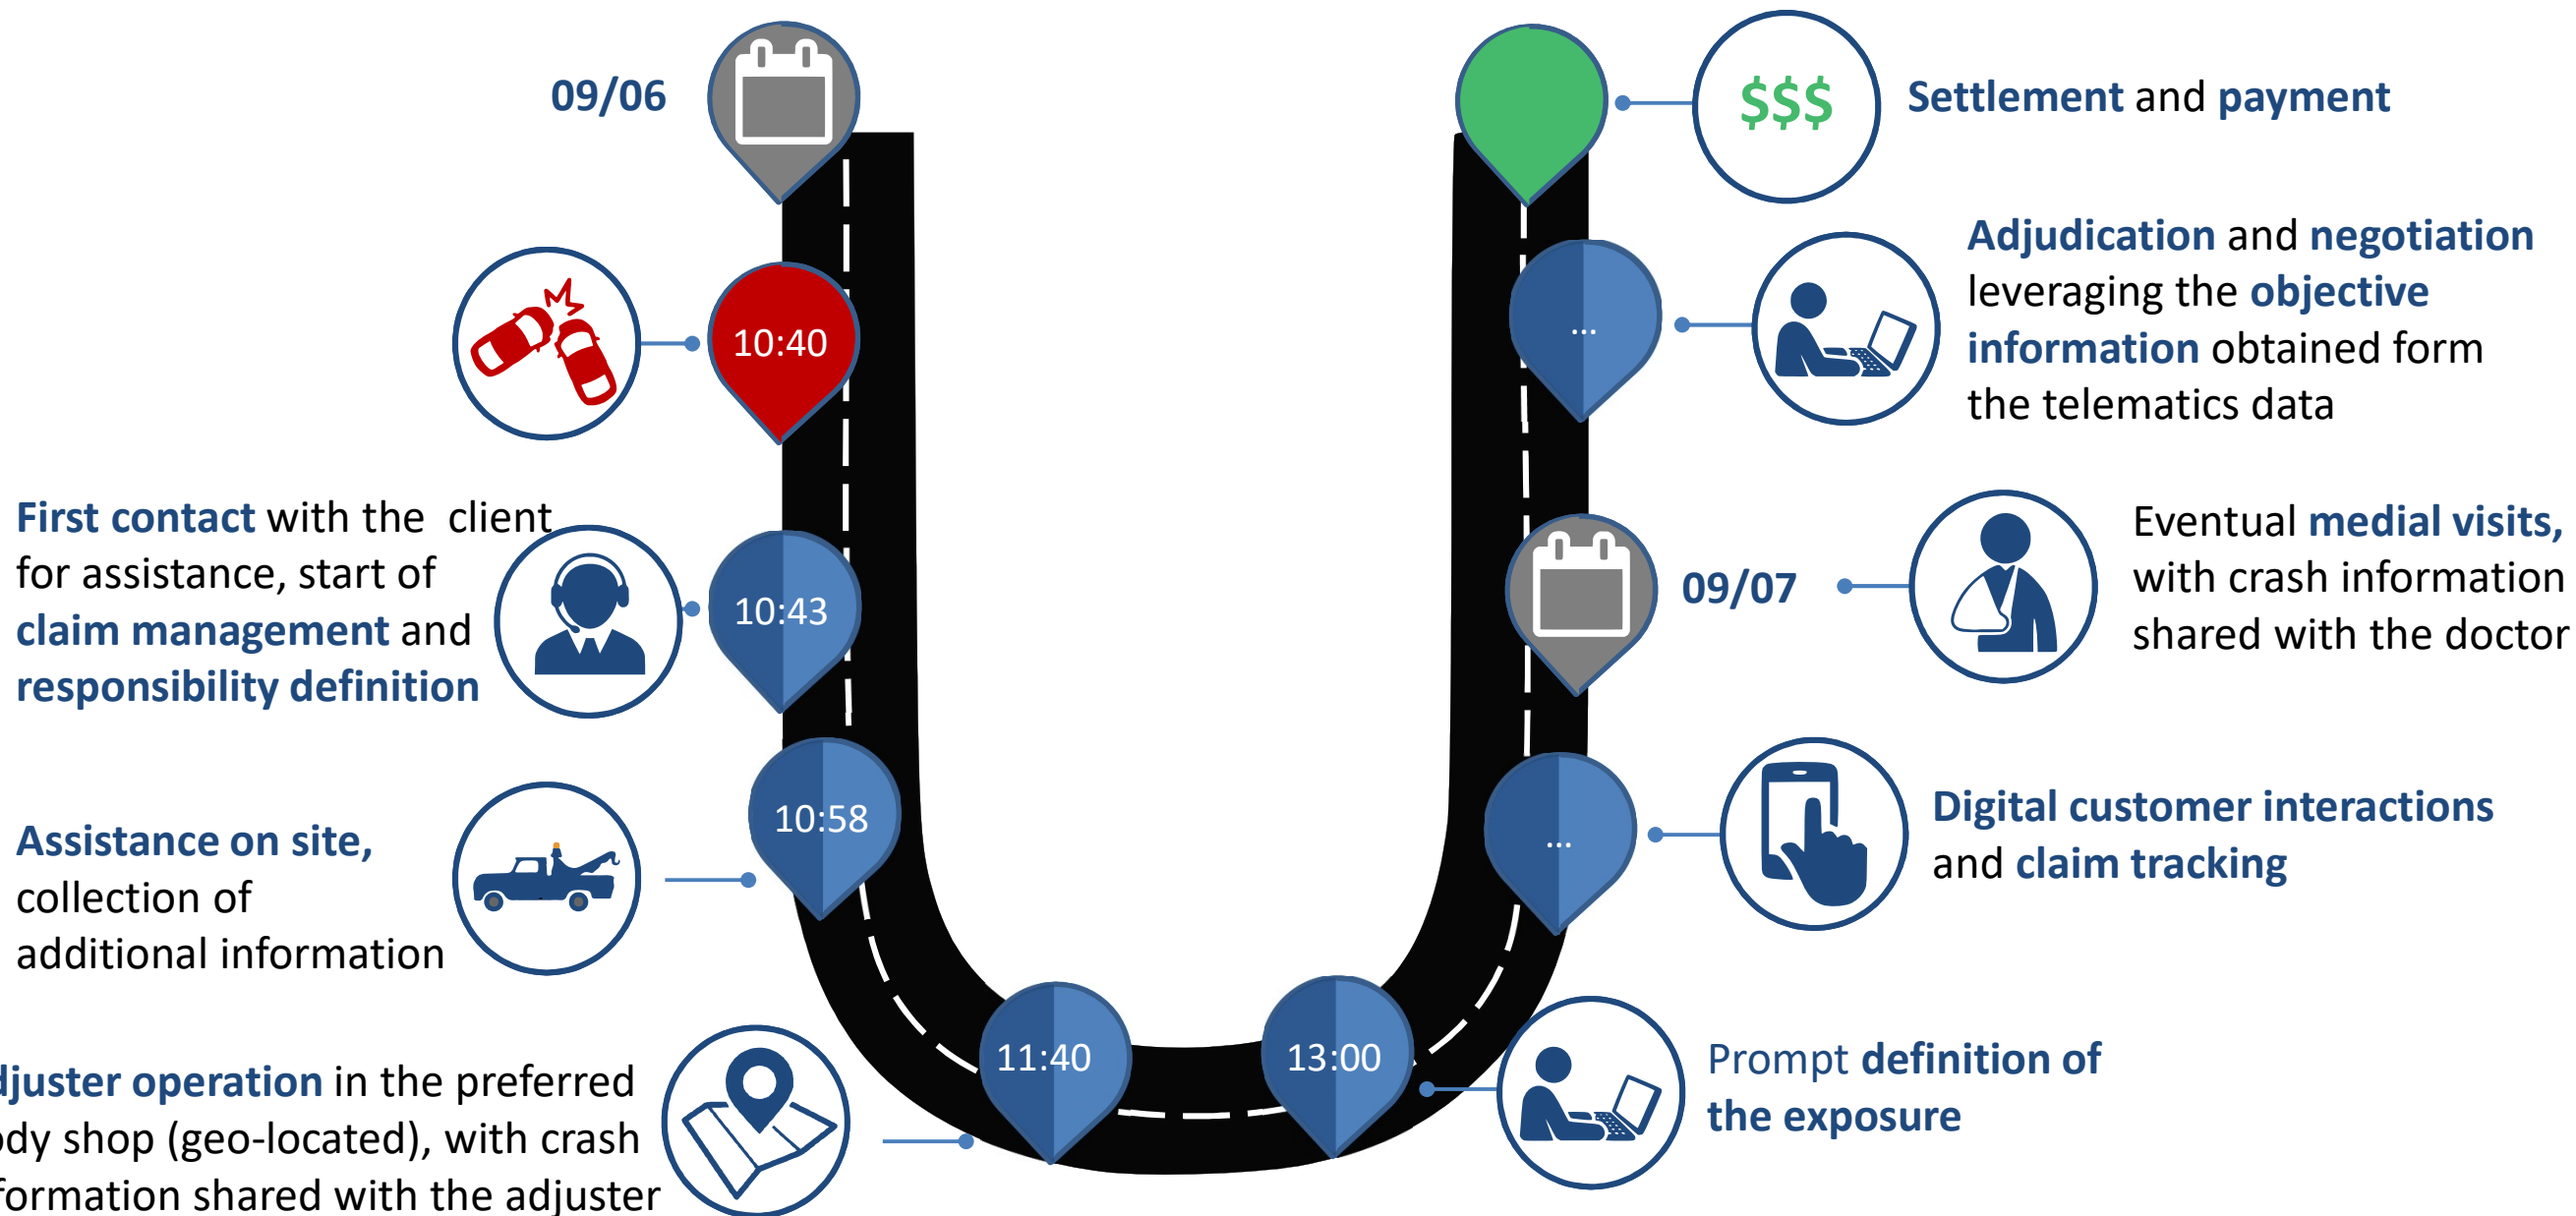 09/06
10:40
First contact with the client
for assistance, start of
claim management and
responsibility definition
10:43
Assistance on site,
collection of
additional information
10:58
operation in the preferred
shop (geo-located), with crash
shared with the adjuster
11:40
13:00
Prompt definition of
the exposure
...
Digital customer interactions
and claim tracking
09/07
Eventual medial visits,
with crash information
shared with the doctor
...
Adjudication and negotiation
leveraging the objective
information obtained form
the telematics data
$$$
Settlement and payment